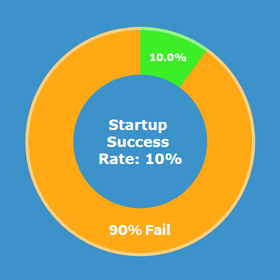 10.0%
Startup
Success
Rate: 10%
90% Fail